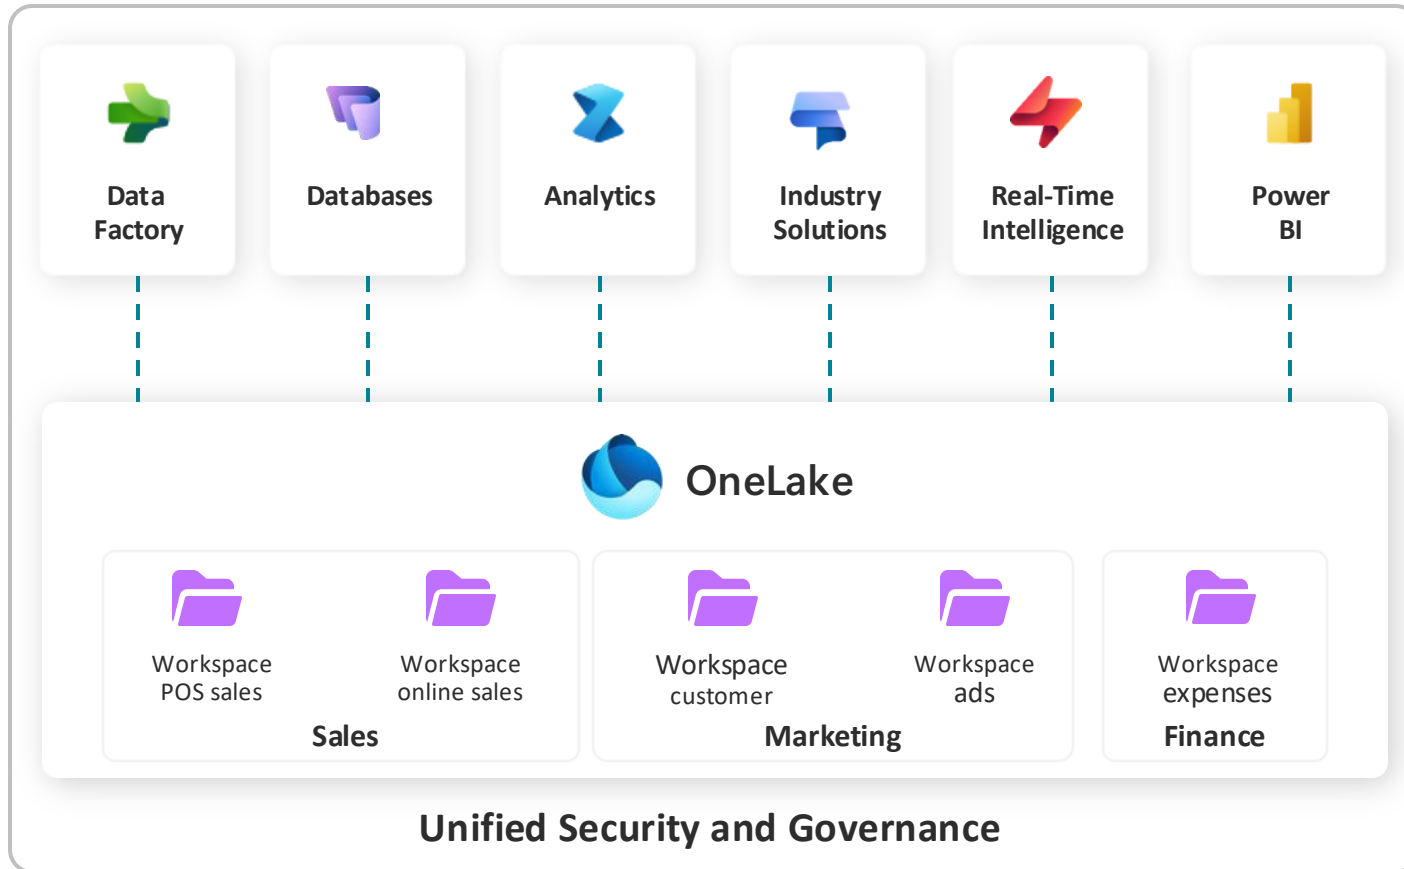 Data
Factory
Databases
Analytics
Industry
Solutions
Real-Time
Intelligence
Power
BI
OneLake
Workspace
POS sales
Workspace
online sales
Sales
Workspace
customer
Workspace
ads
Marketing
Workspace
expenses
Finance
Unified Security and Governance